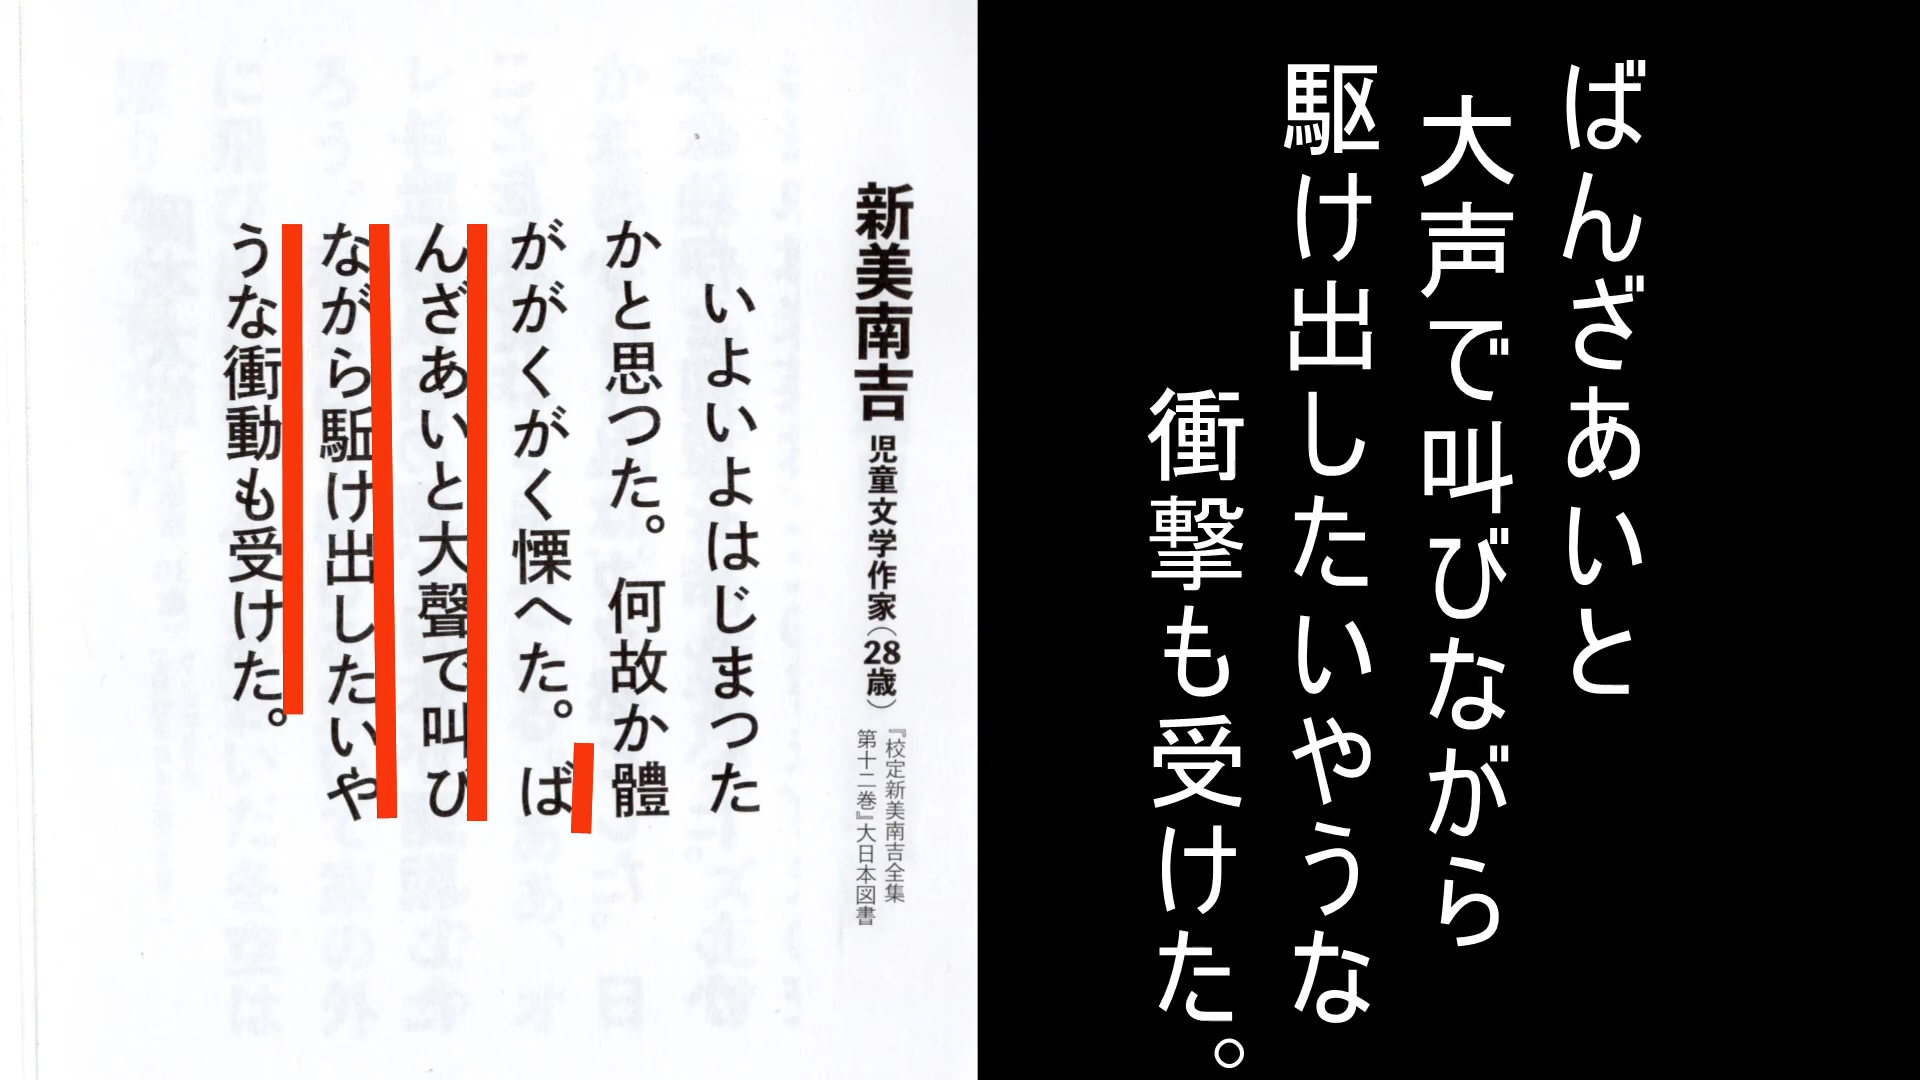 ばんざあいと
大声で叫びながら
駆け出したいやうな
衝撃も受けた。
新美南吉 児童文学作家(28歳)
『校定新美南吉全集
第十二巻』大日本図書
いよいよはじまつた
かと思つた。何故か體
ががくがく慄へた。ば
んざあいと大聲で叫び
ながら駈け出したいや
うな衝動も受けた。